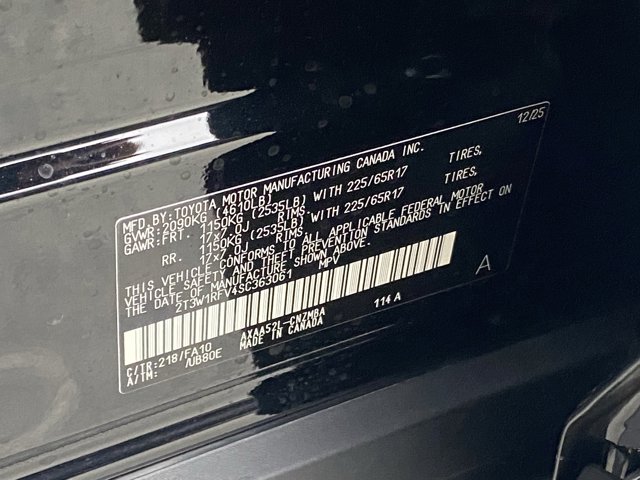 MFD.BY:TOYOTA MOTOR MANUFACTURING CANADA INC. 12/25
GVWR:2090KG (4610LB)
GAWR:FRT. 1150KG (2535LB) WITH 225/65R17 TIRES,
17X7.0J RIMS,
RR. 1150KG (2535LB) WITH 225/65R17 TIRES,
17X7.0J RIMS,
THIS VEHICLE CONFORMS TO ALL APPLICABLE FEDERAL MOTOR
VEHICLE SAFETY AND THEFT PREVENTION STANDARDS IN EFFECT ON
THE DATE OF MANUFACTURE SHOWN ABOVE.
2T3W1RFV4SC363061 MPV
A
C/TR:218/FA10 AXAA52L-CNZMBA 114 A
A/TM: /UB80E MADE IN CANADA